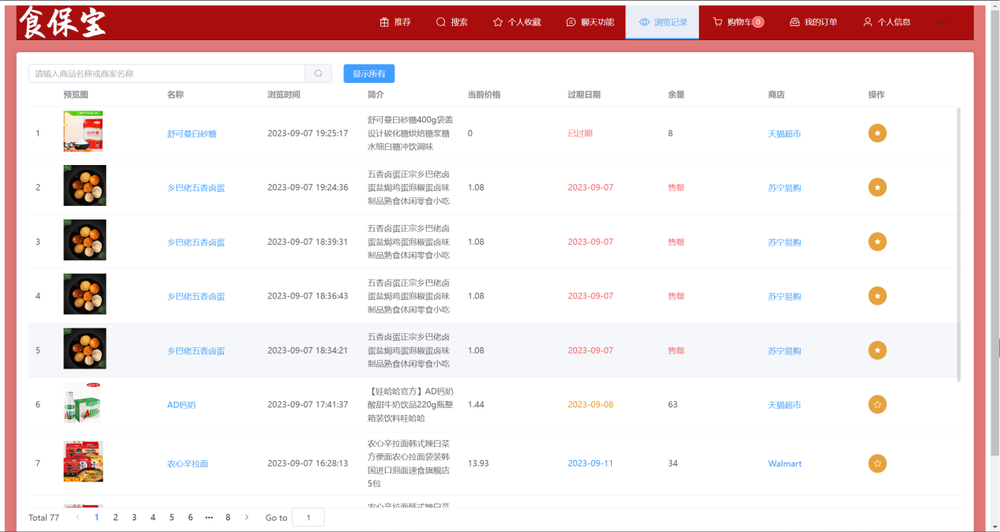 食保宝
推荐 搜索 个人收藏 聊天功能 浏览记录 购物车 0 我的订单 个人信息 ...
请输入商品名称或商家名称 显示所有
预览图 名称 浏览时间 简介 当前价格 过期日期 余量 商店 操作
舒可曼白砂糖400g袋盖
1 舒可曼白砂糖 2023-09-07 19:25:17 设计碳化糖烘焙糖浆糖 0 已过期 8 天猫超市
水细白糖冲饮调味
五香卤蛋正宗乡巴佬卤
2 乡巴佬五香卤蛋 2023-09-07 19:24:36 蛋盐焗鸡蛋泡椒蛋卤味 1.08 2023-09-07 售罄 苏宁易购
制品熟食休闲零食小吃
五香卤蛋正宗乡巴佬卤
3 乡巴佬五香卤蛋 2023-09-07 18:39:31 蛋盐焗鸡蛋泡椒蛋卤味 1.08 2023-09-07 售罄 苏宁易购
制品熟食休闲零食小吃
五香卤蛋正宗乡巴佬卤
4 乡巴佬五香卤蛋 2023-09-07 18:36:43 蛋盐焗鸡蛋泡椒蛋卤味 1.08 2023-09-07 售罄 苏宁易购
制品熟食休闲零食小吃
五香卤蛋正宗乡巴佬卤
5 乡巴佬五香卤蛋 2023-09-07 18:34:21 蛋盐焗鸡蛋泡椒蛋卤味 1.08 2023-09-07 售罄 苏宁易购
制品熟食休闲零食小吃
【娃哈哈官方】AD钙奶
6 AD钙奶 2023-09-07 17:41:37 酸甜牛奶饮品220g瓶整 1.44 2023-09-08 63 天猫超市
箱装饮料哇哈哈
农心辛拉面韩式辣白菜
方便面农心拉面袋装韩
7 农心辛拉面 2023-09-07 16:28:13 国进口泡面速食旗舰店 13.93 2023-09-11 34 Walmart
5包
农心辛拉面韩式辣白菜
Total 77 1 2 3 4 5 6 ... 8 Go to 1